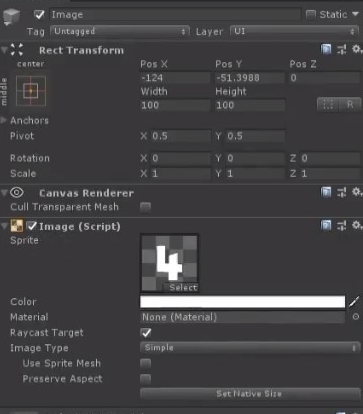 Image Static
Tag Untagged Layer UI
Rect Transform
center Pos X Pos Y Pos Z
middle -124 -51.3988 0
Width Height
100 100 R
Anchors
Pivot X 0.5 Y 0.5
Rotation X 0 Y 0 Z 0
Scale X 1 Y 1 Z 1
Canvas Renderer
Cull Transparent Mesh
Image (Script)
Sprite
4
Select
Color
Material None (Material)
Raycast Target
Image Type Simple
Use Sprite Mesh
Preserve Aspect
Set Native Size